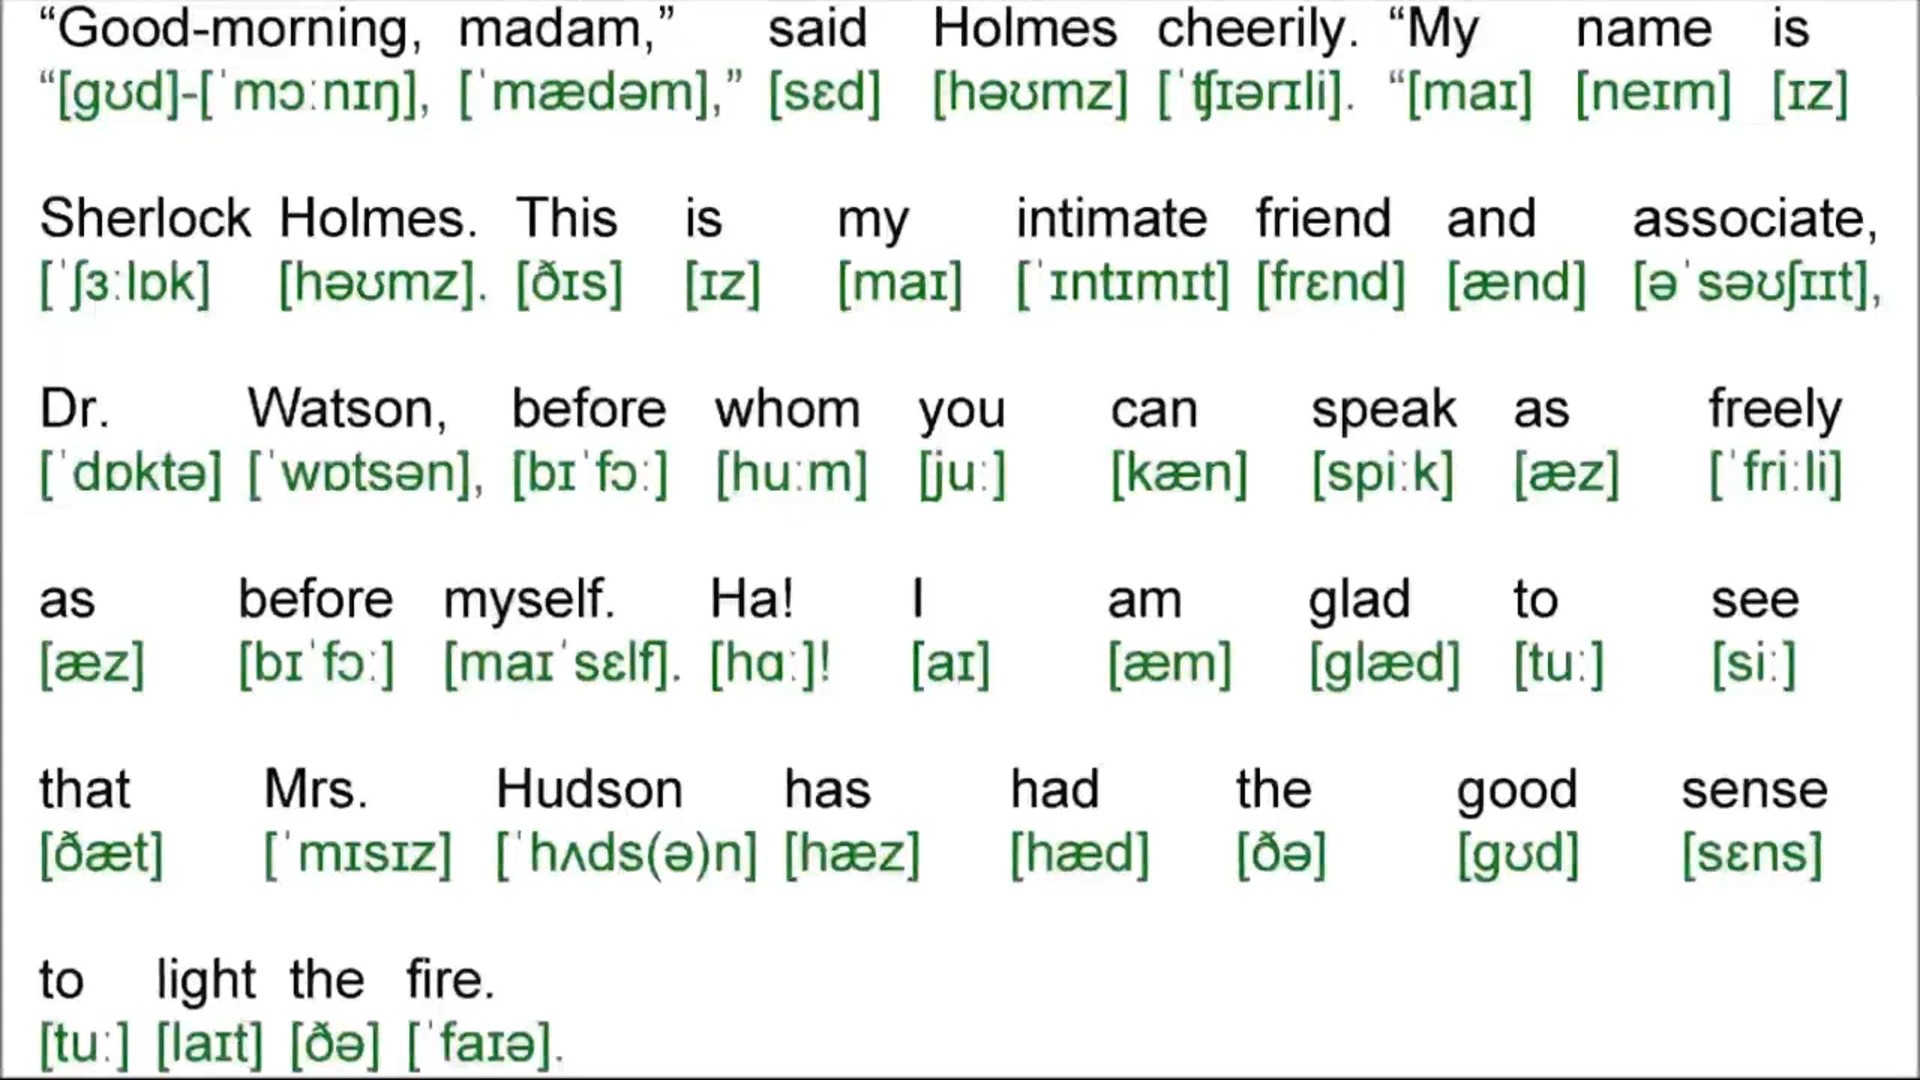 “Good-morning, madam,” said Holmes cheerily. “My name is
“[gʊd]-[ˈmɔːnɪŋ], [ˈmædəm],” [sɛd] [həʊmz] [ˈʧɪərɪli]. “[maɪ] [neɪm] [ɪz]
Sherlock Holmes. This is my intimate friend and associate,
[ˈʃɜːlɒk] [həʊmz]. [ðɪs] [ɪz] [maɪ] [ˈɪntɪmɪt] [frɛnd] [ænd] [əˈsəʊʃɪɪt],
Dr. Watson, before whom you can speak as freely
[ˈdɒktə] [ˈwɒtsən], [bɪˈfɔː] [huːm] [juː] [kæn] [spiːk] [æz] [ˈfriːli]
as before myself. Ha! I am glad to see
[æz] [bɪˈfɔː] [maɪˈsɛlf]. [hɑː]! [aɪ] [æm] [glæd] [tuː] [siː]
that Mrs. Hudson has had the good sense
[ðæt] [ˈmɪsɪz] [ˈhʌds(ə)n] [hæz] [hæd] [ðə] [gʊd] [sɛns]
to light the fire.
[tuː] [laɪt] [ðə] [ˈfaɪə].